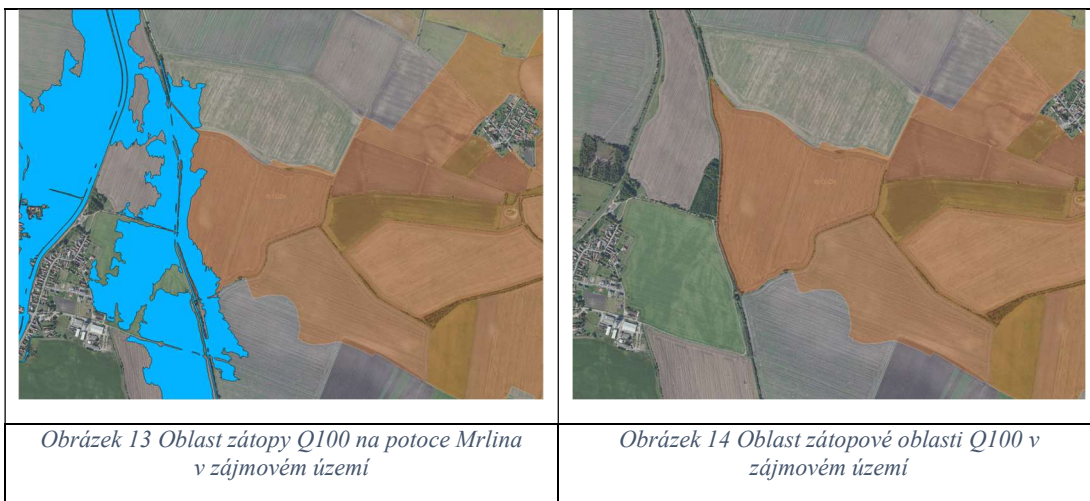 Obrázek 13 Oblast zátopy Q100 na potoce Mrlina
v zájmovém území
Obrázek 14 Oblast zátopové oblasti Q100 v
zájmovém území